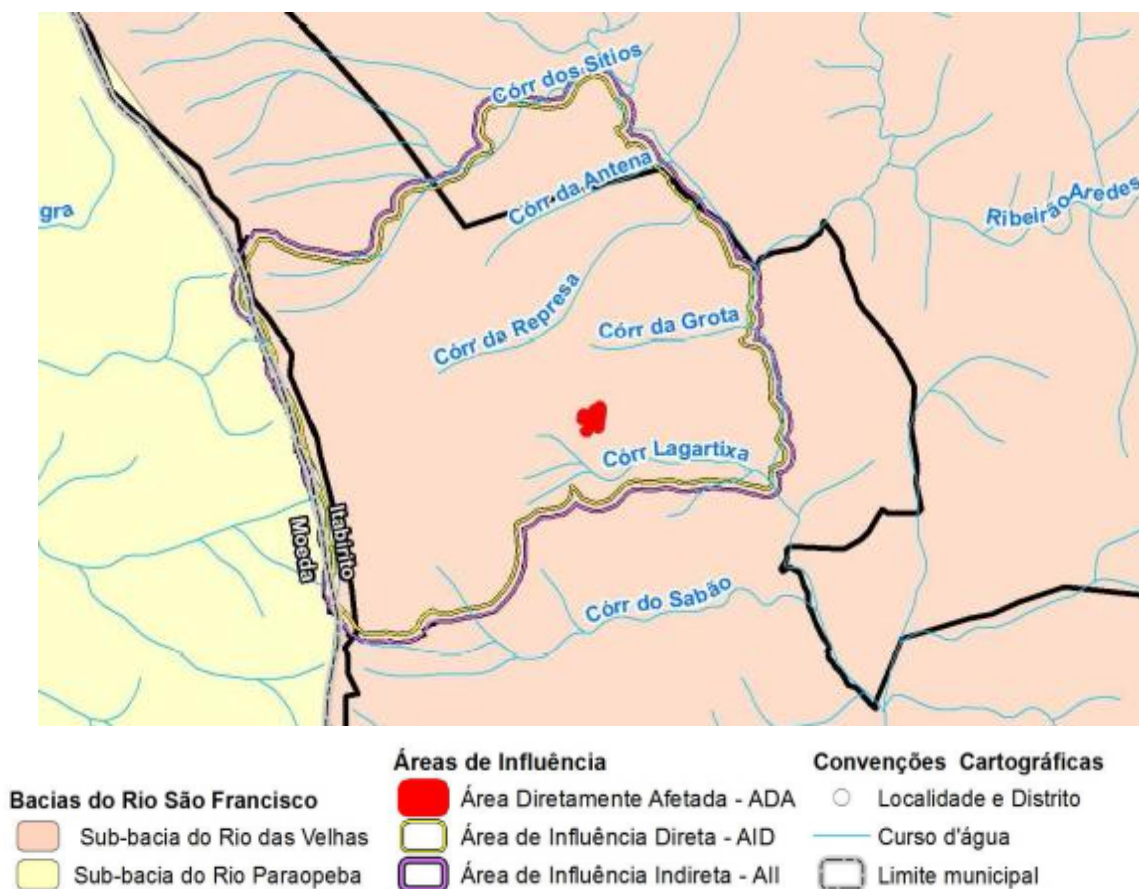 Córr dos Sítios
Córr da Antena
gra
Ribeirão Aredes
Córr da Represa
Córr da Grota
Córr Lagartixa
Itabirito
Moeda
Córr do Sabão
Bacias do Rio São Francisco
Sub-bacia do Rio das Velhas
Sub-bacia do Rio Paraopeba
Áreas de Influência
Área Diretamente Afetada - ADA
Área de Influência Direta - AID
Área de Influência Indireta - AII
Convenções Cartográficas
Localidade e Distrito
Curso d'água
Limite municipal